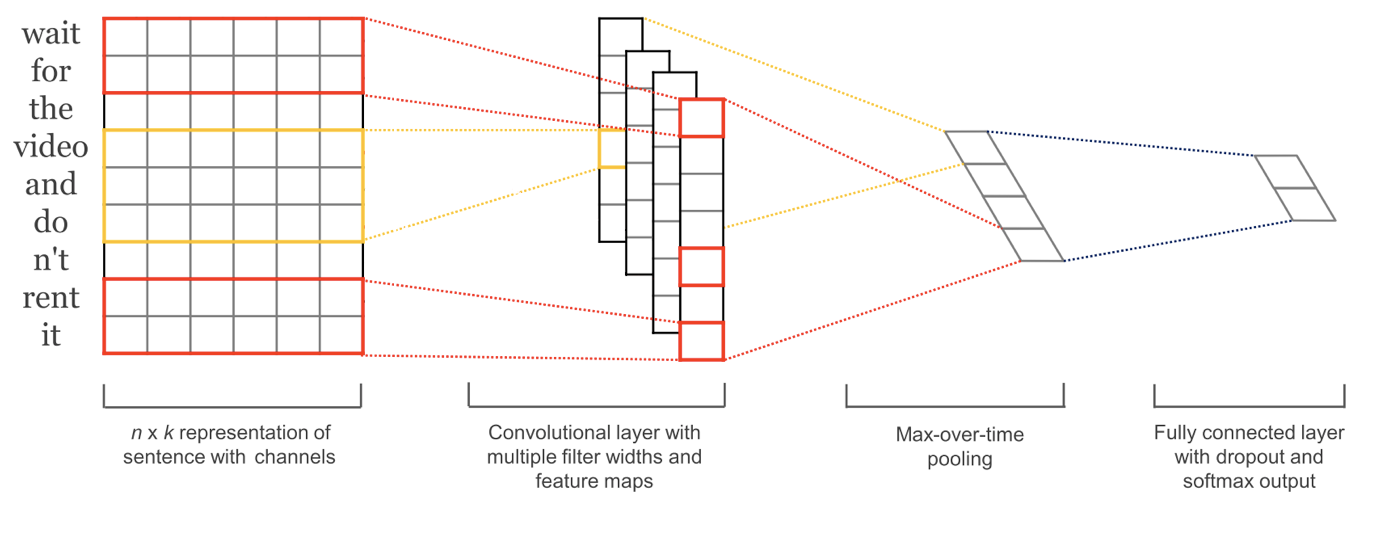 wait
for
the
video
and
do
n't
rent
it
n x k representation of
sentence with channels
Convolutional layer with
multiple filter widths and
feature maps
Max-over-time
pooling
Fully connected layer
with dropout and
softmax output